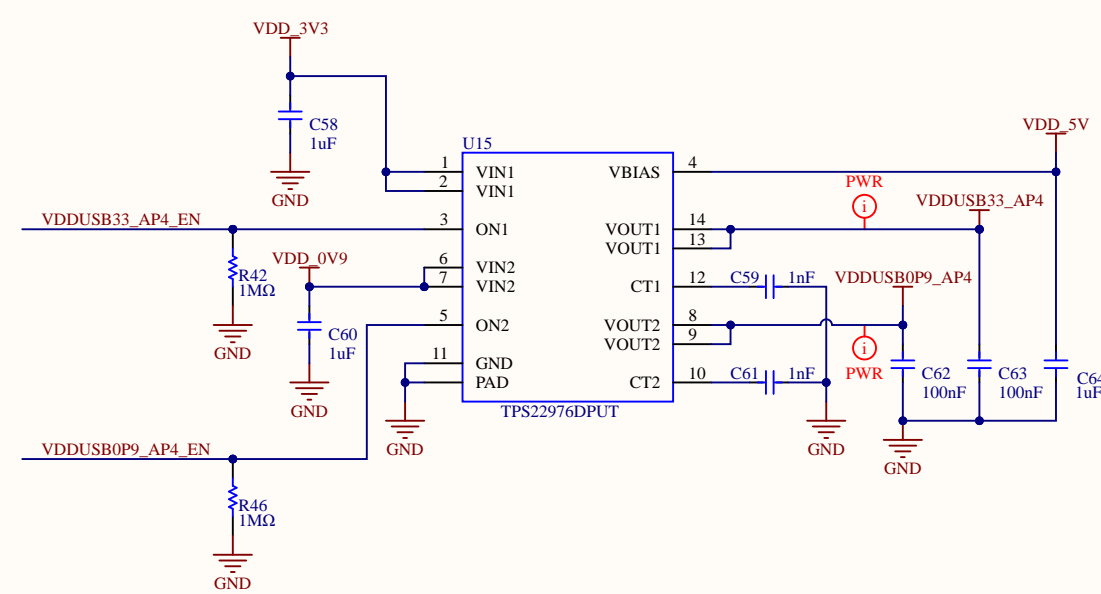 VDD_3V3
C58
1uF
GND
U15
VDD_5V
1
VIN1
VBIAS
4
2
VIN1
PWR
i
VDDUSB33_AP4
VDDUSB33_AP4_EN
3
ON1
VOUT1
14
VOUT1
13
VDD_0V9
R42
1MΩ
6
VIN2
7
VIN2
CT1
12
C59
1nF
VDDUSB0P9_AP4
GND
C60
1uF
5
ON2
VOUT2
8
VOUT2
9
i
PWR
11
GND
PAD
CT2
10
C61
1nF
C62
100nF
C63
100nF
C64
1uF
GND
TPS22976DPUT
GND
GND
GND
VDDUSB0P9_AP4_EN
R46
1MΩ
GND